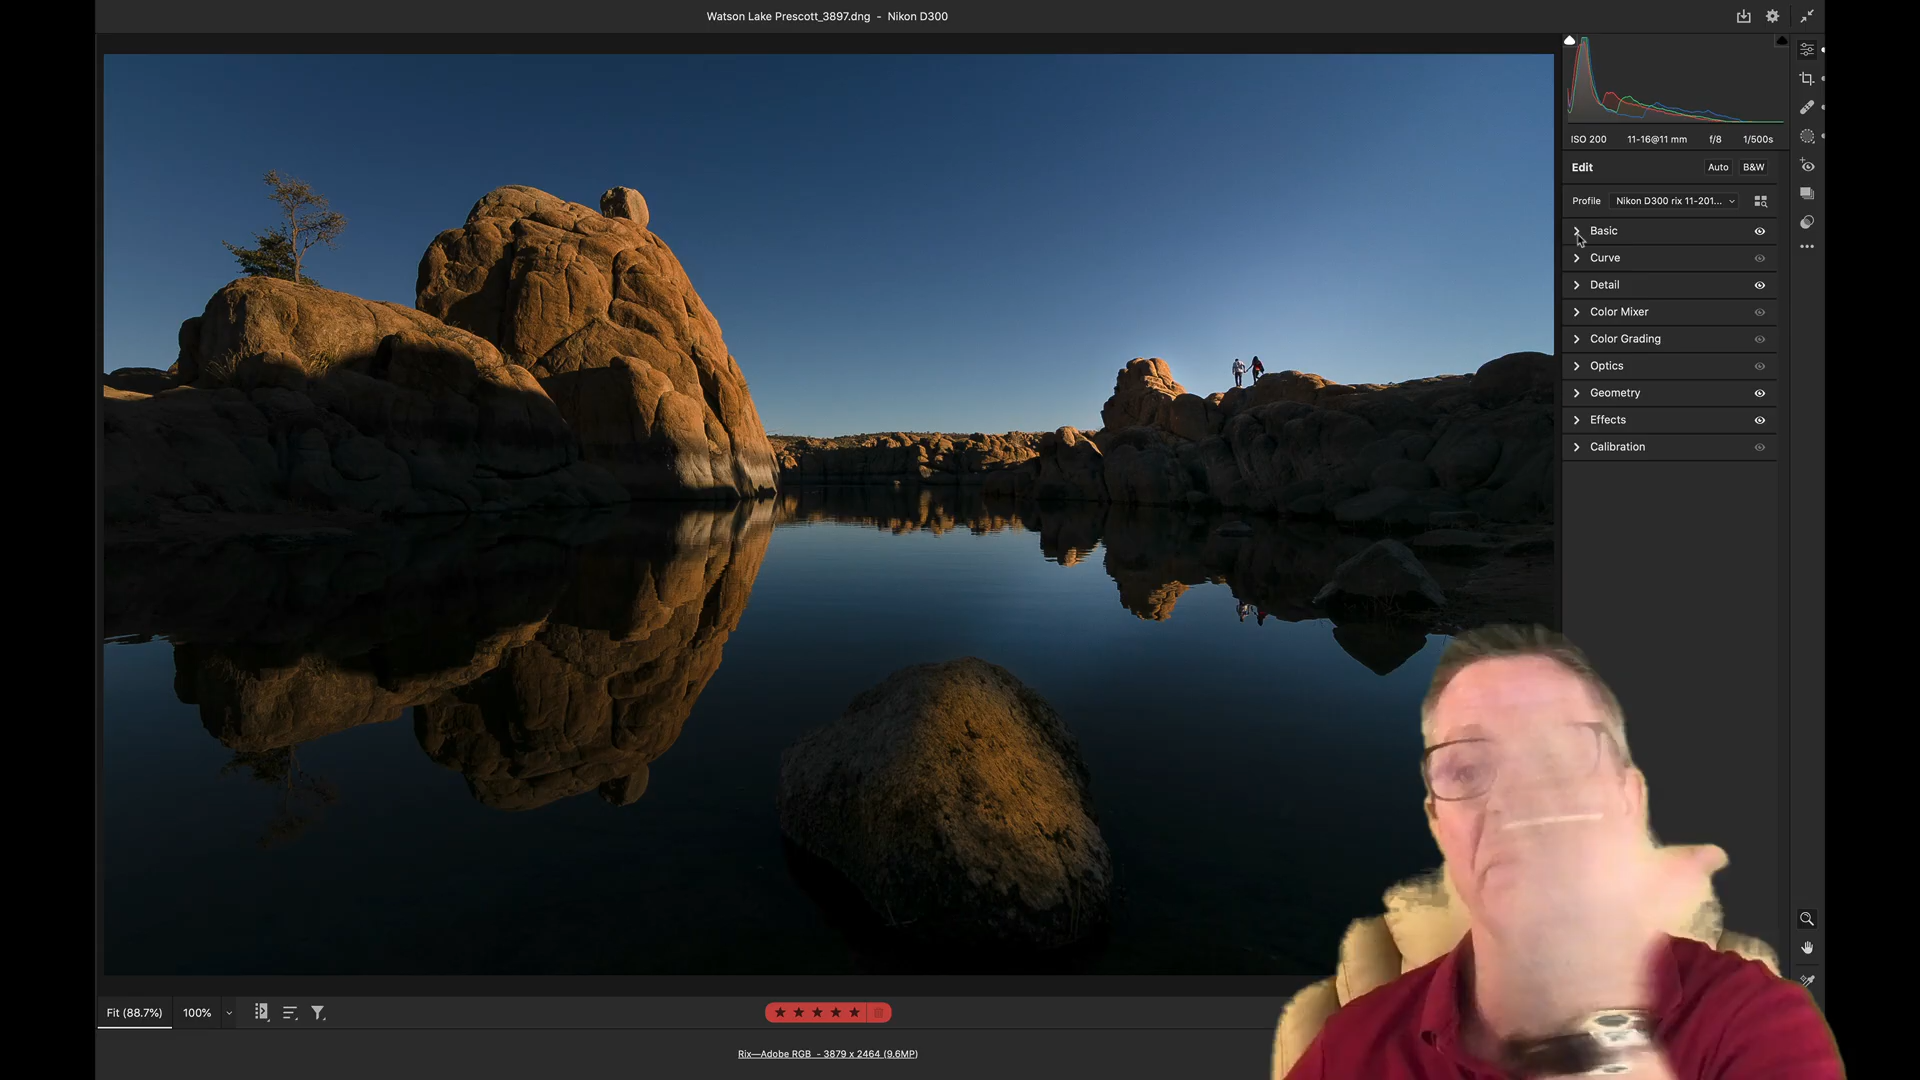 Watson Lake Prescott_3897.dng - Nikon D300
ISO 200 11-16@11 mm f/8 1/500s
Edit Auto B&W
Profile Nikon D300 rix 11-201...
Basic
Curve
Detail
Color Mixer
Color Grading
Optics
Geometry
Effects
Calibration
Fit (88.7%) 100%
Rix—Adobe RGB - 3879 x 2464 (9.6MP)